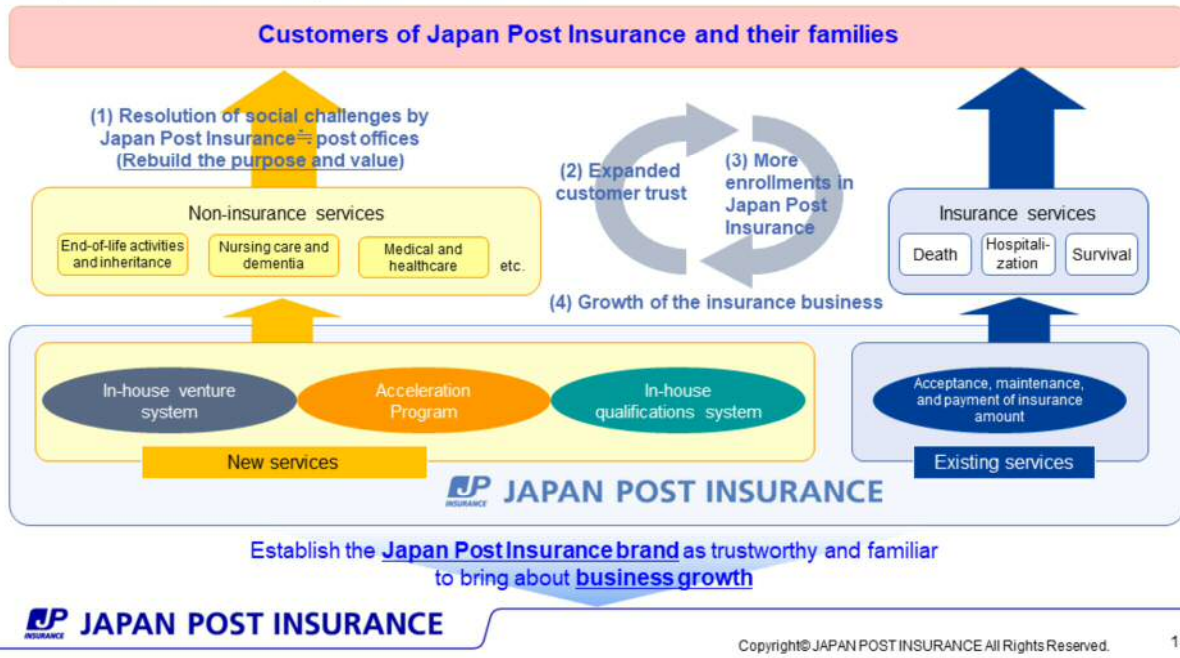 Customers of Japan Post Insurance and their families
(1) Resolution of social challenges by
Japan Post Insurance≒post offices
(Rebuild the purpose and value)
(2) Expanded
customer trust
(3) More
enrollments in
Japan Post
Insurance
(4) Growth of the insurance business
Non-insurance services
End-of-life activities
and inheritance
Nursing care and
dementia
Medical and
healthcare
etc.
Insurance services
Death
Hospitali-
zation
Survival
In-house venture
system
Acceleration
Program
In-house
qualifications system
New services
Acceptance, maintenance,
and payment of insurance
amount
Existing services
JP INSURANCE JAPAN POST INSURANCE
Establish the Japan Post Insurance brand as trustworthy and familiar
to bring about business growth
JP INSURANCE JAPAN POST INSURANCE
Copyright© JAPAN POST INSURANCE All Rights Reserved.
1